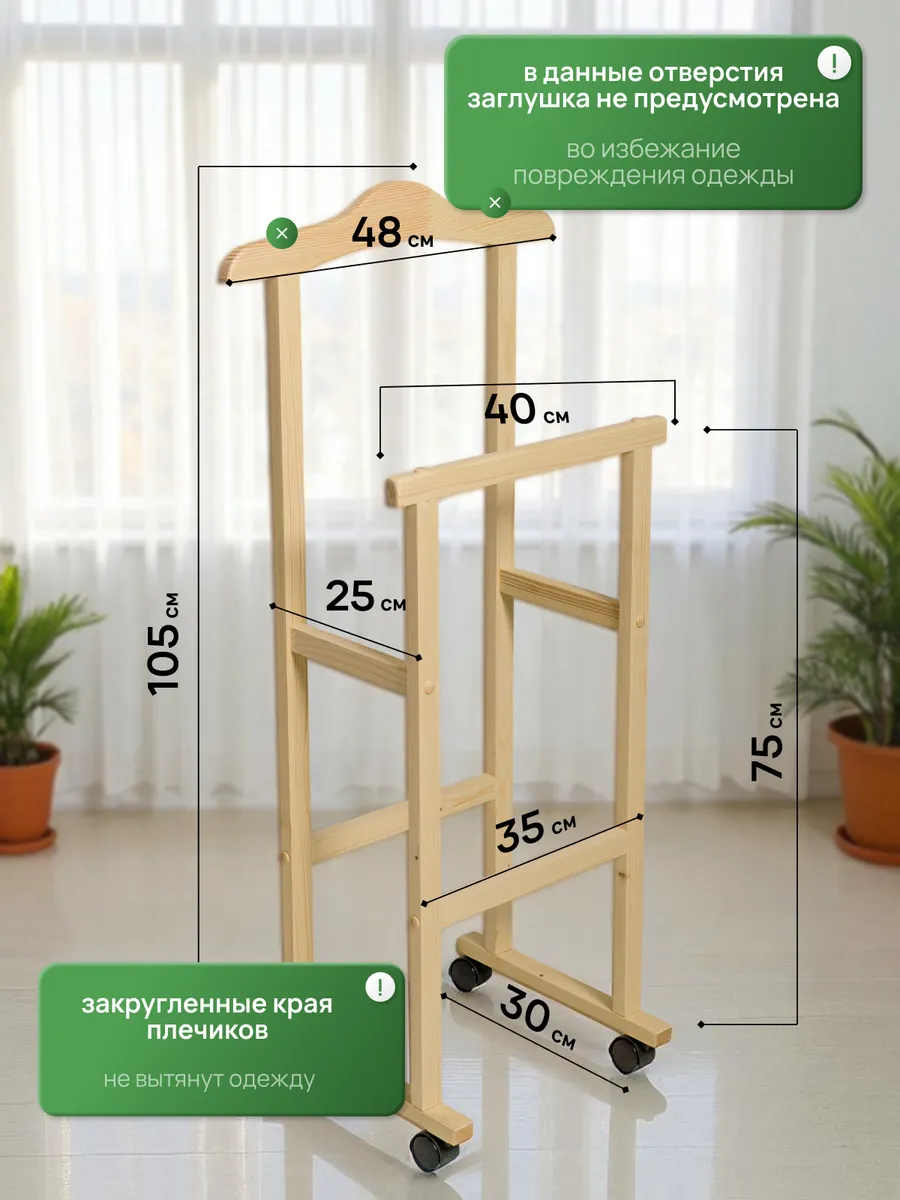 !
в данные отверстия
заглушка не предусмотрена
во избежание
повреждения одежды
48 см
40 см
25 см
105 см
75 см
35 см
30 см
!
закругленные края
плечиков
не вытянут одежду